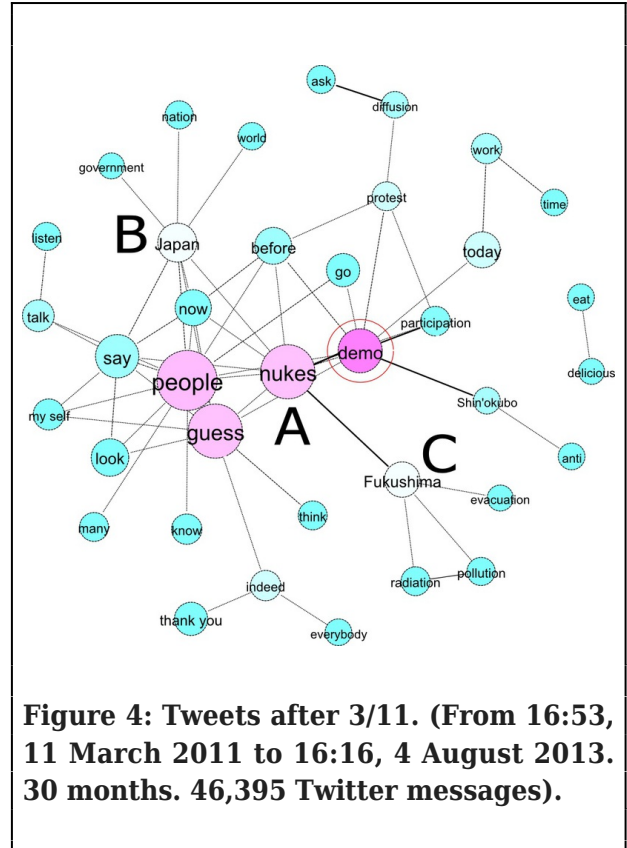 ask
diffusion
nation
world
work
government
protest
time
listen
B
Japan
before
today
go
eat
talk
now
participation
say
demo
delicious
people
nukes
Shin'okubo
my self
guess
A
C
look
anti
Fukushima
evacuation
many
know
think
indeed
radiation
pollution
thank you
everybody
Figure 4: Tweets after 3/11. (From 16:53,
11 March 2011 to 16:16, 4 August 2013.
30 months. 46,395 Twitter messages).